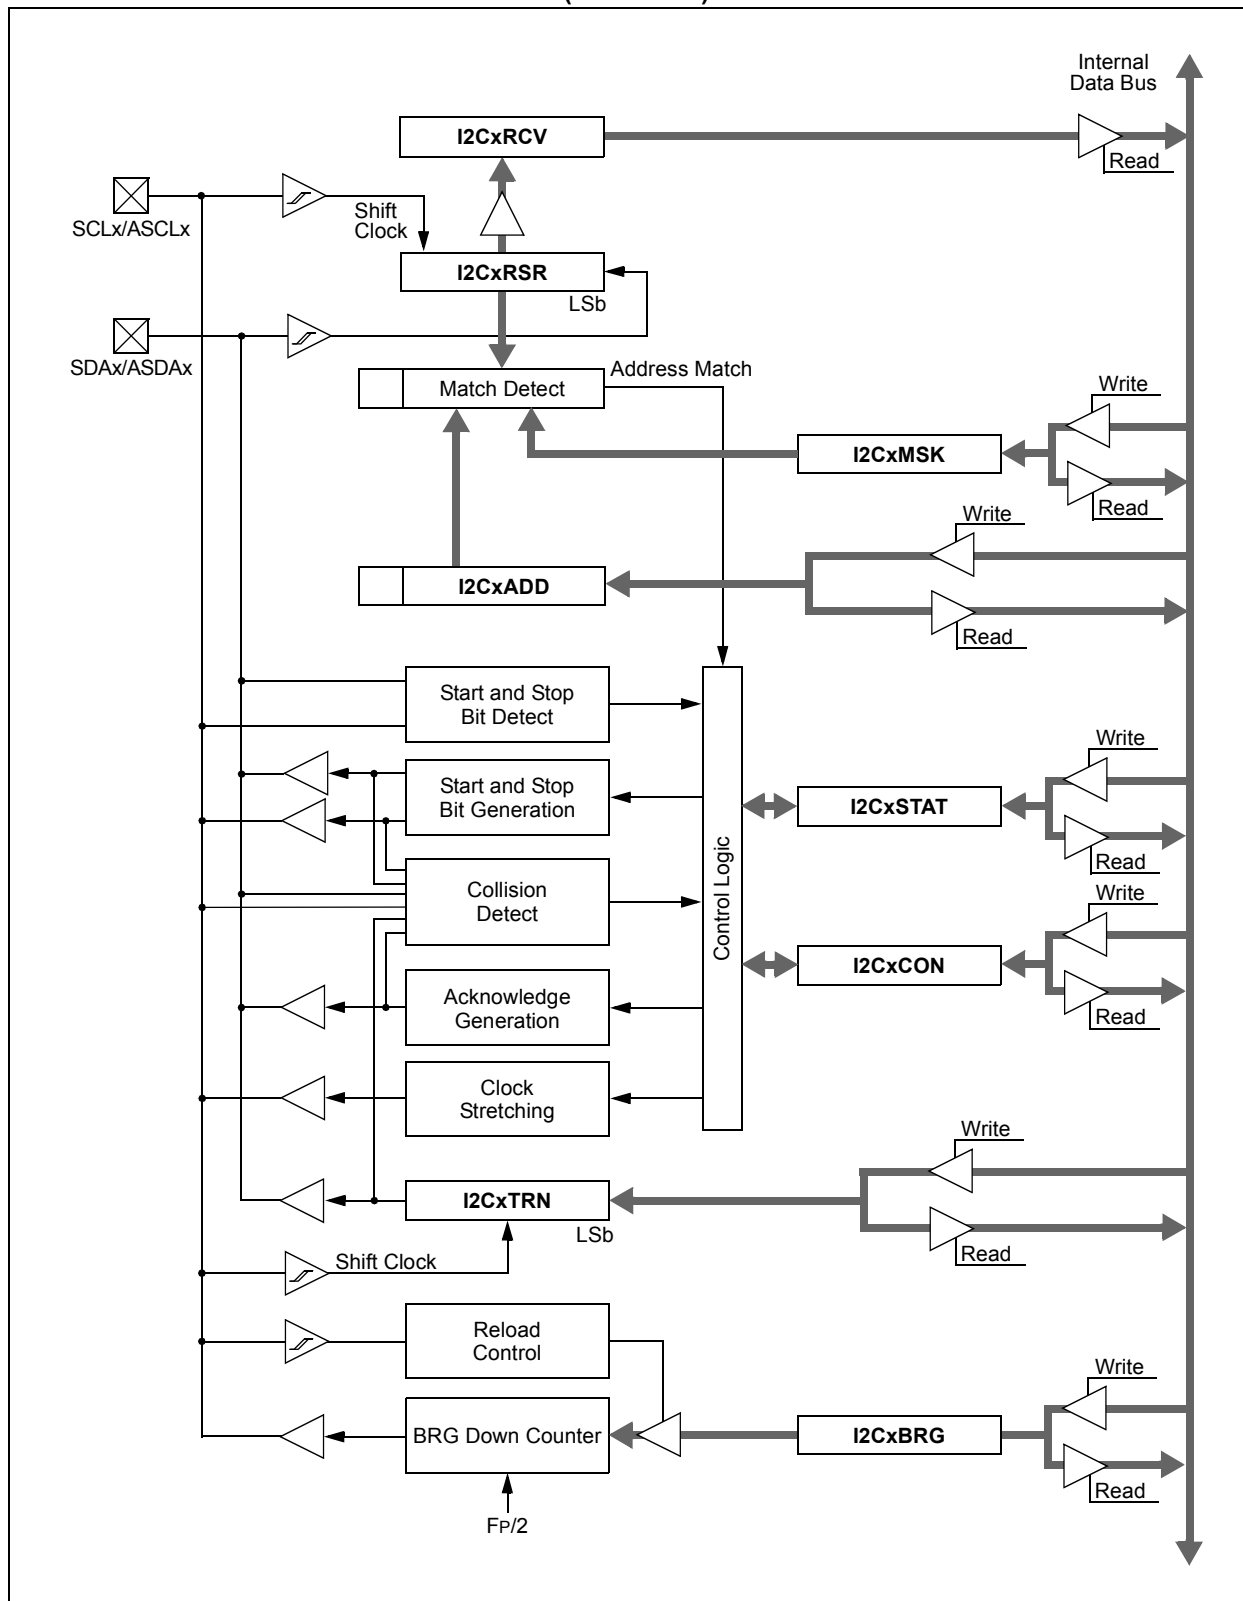 Internal
Data Bus
I2CxRCV
Read
SCLx/ASCLx
Shift
Clock
I2CxRSR
LSb
SDAx/ASDAx
Match Detect
Address Match
Write
I2CxMSK
Read
Write
I2CxADD
Read
Start and Stop
Bit Detect
Write
Start and Stop
Bit Generation
I2CxSTAT
Read
Control Logic
Collision
Detect
Write
I2CxCON
Read
Acknowledge
Generation
Clock
Stretching
Write
I2CxTRN
LSb
Read
Shift Clock
Reload
Control
Write
BRG Down Counter
I2CxBRG
Read
FP/2